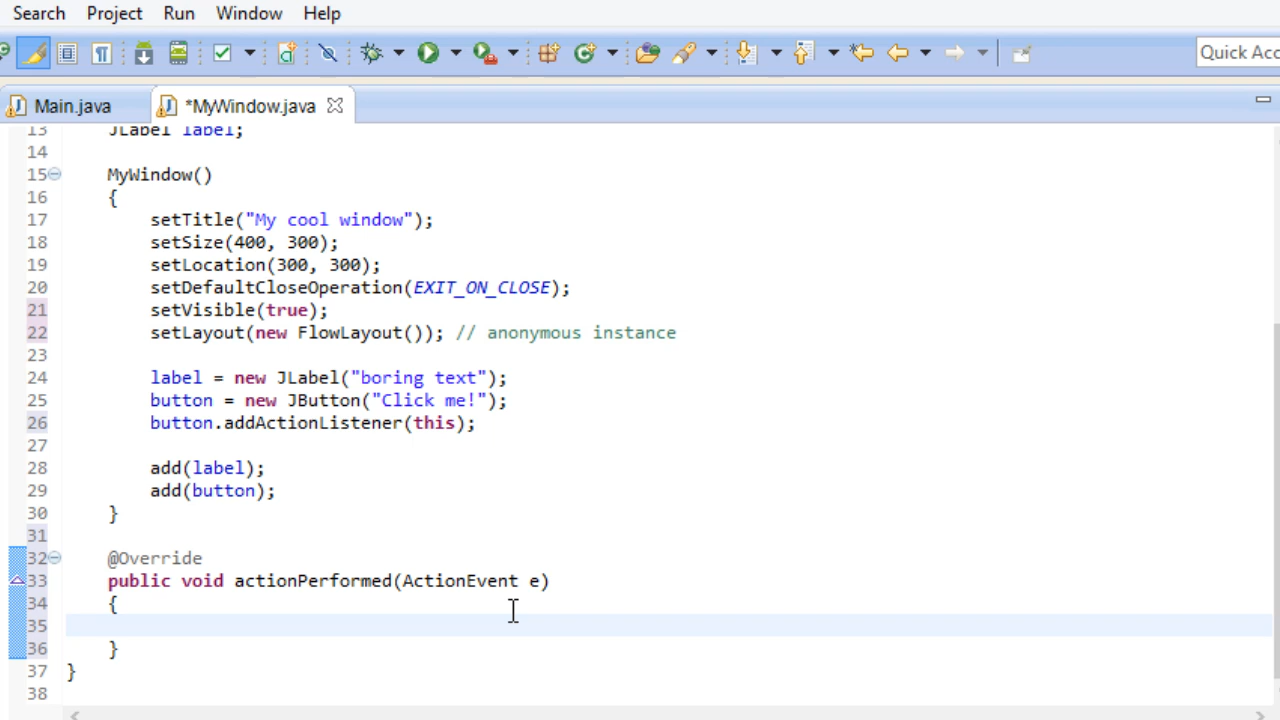 Search Project Run Window Help
Quick Acc
Main.java *MyWindow.java
13 JLabel label;
14
15 MyWindow()
16 {
17 setTitle("My cool window");
18 setSize(400, 300);
19 setLocation(300, 300);
20 setDefaultCloseOperation(EXIT_ON_CLOSE);
21 setVisible(true);
22 setLayout(new FlowLayout()); // anonymous instance
23
24 label = new JLabel("boring text");
25 button = new JButton("Click me!");
26 button.addActionListener(this);
27
28 add(label);
29 add(button);
30 }
31
32 @Override
33 public void actionPerformed(ActionEvent e)
34 {
35
36 }
37 }
38